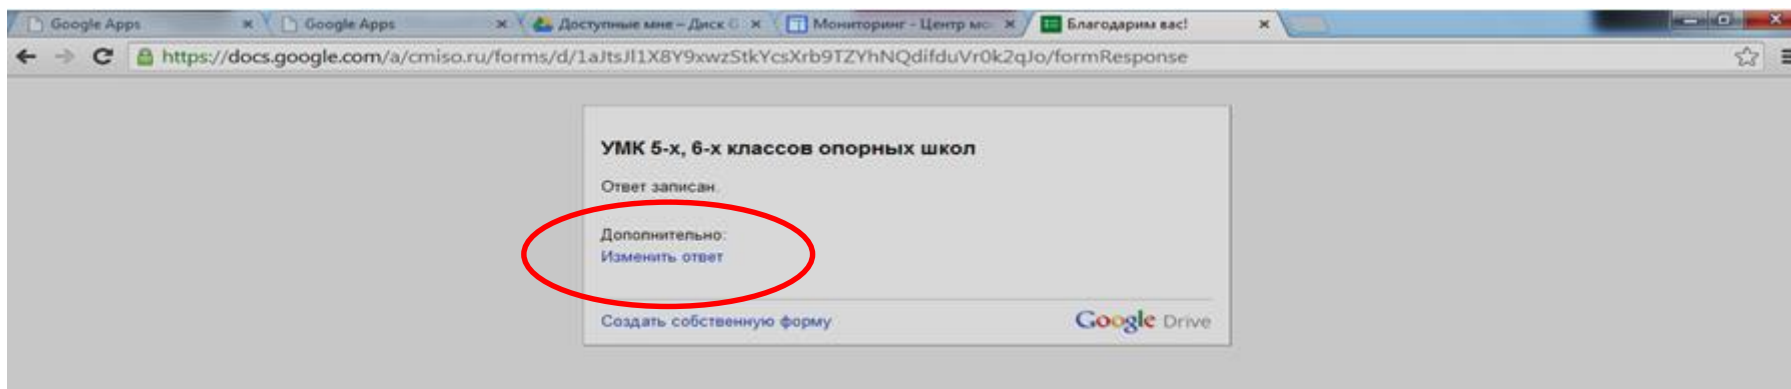 Google Apps
Google Apps
Доступные мне – Диск G
Мониторинг - Центр мо
Благодарим вас!
https://docs.google.com/a/cmiso.ru/forms/d/1aJtsJl1X8Y9xwzStkYcsXrb9TZYhNQdifduVr0k2qJo/formResponse
УМК 5-х, 6-х классов опорных школ
Ответ записан.
Дополнительно:
Изменить ответ
Создать собственную форму
Google Drive